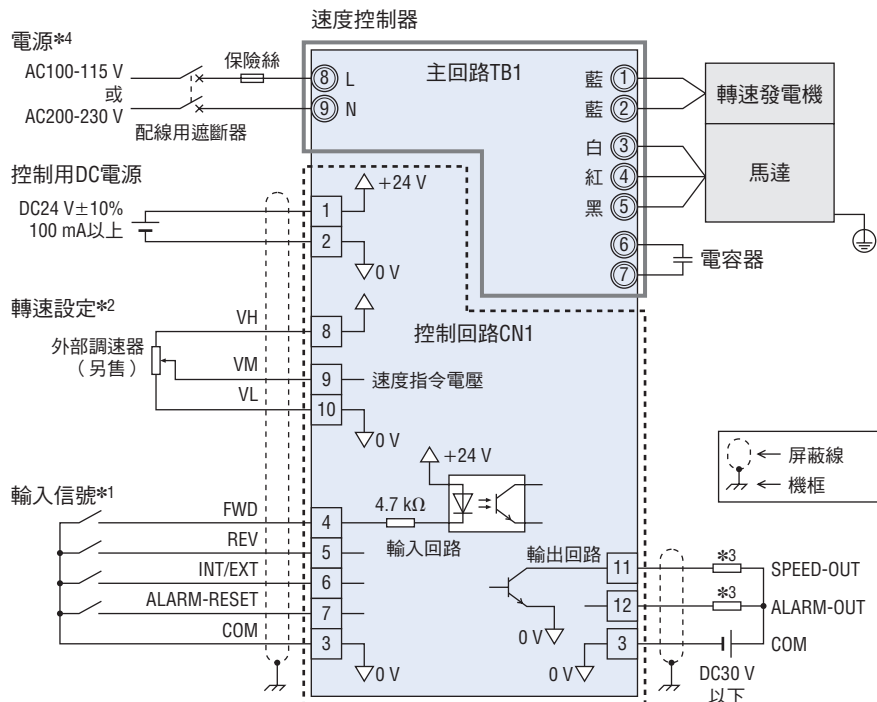 速度控制器
電源*4
AC100-115 V
或
AC200-230 V
保險絲
配線用遮斷器
8 L
9 N
主回路TB1
藍 1
藍 2
白 3
紅 4
黑 5
6
7
轉速發電機
馬達
電容器
控制用DC電源
DC24 V±10%
100 mA以上
1
2
+24 V
0 V
轉速設定*2
外部調速器
（另售）
VH
VM
VL
8
9
10
速度指令電壓
0 V
控制回路CN1
輸入信號*1
FWD
REV
INT/EXT
ALARM-RESET
COM
4
5
6
7
3
+24 V
4.7 kΩ
輸入回路
0 V
輸出回路
0 V
0 V
11
12
3
*3
*3
SPEED-OUT
ALARM-OUT
COM
DC30 V
以下
屏蔽線
機框